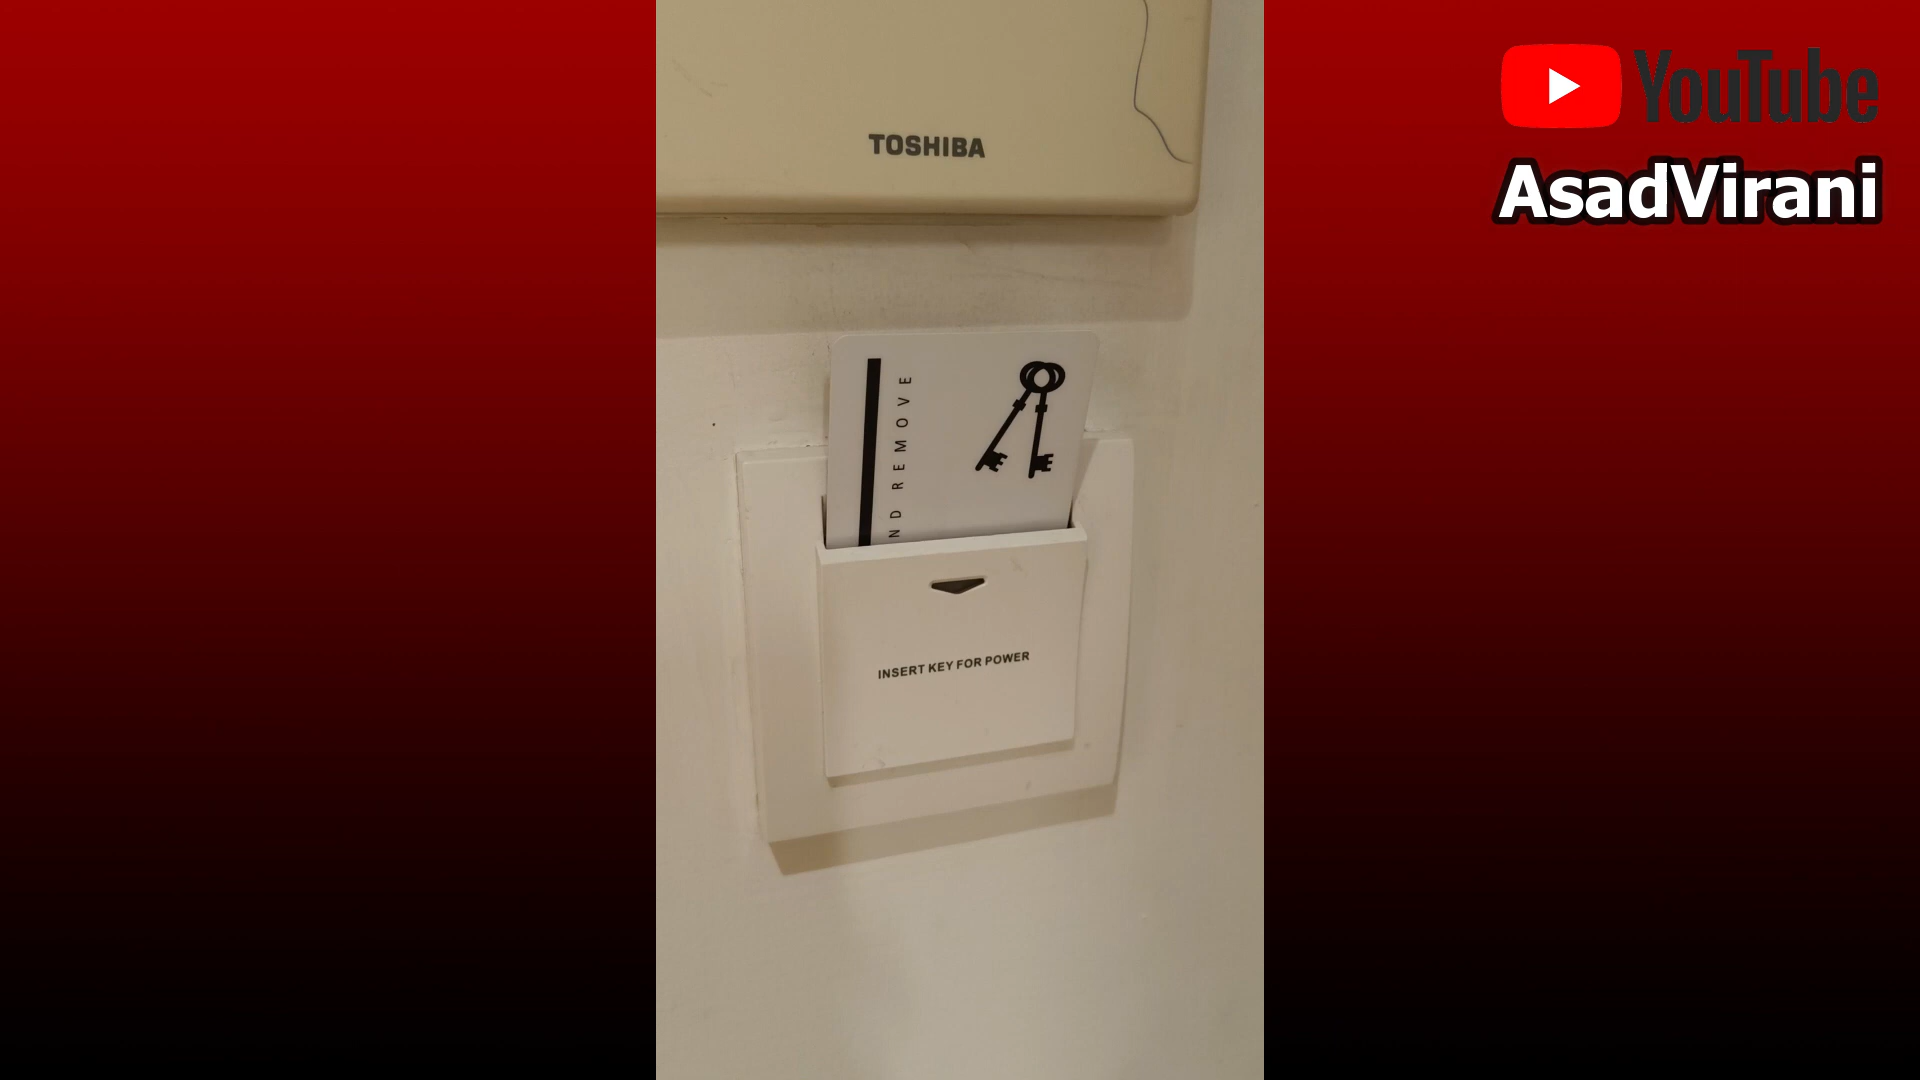 YouTube
AsadVirani
TOSHIBA
ND REMOVE
INSERT KEY FOR POWER